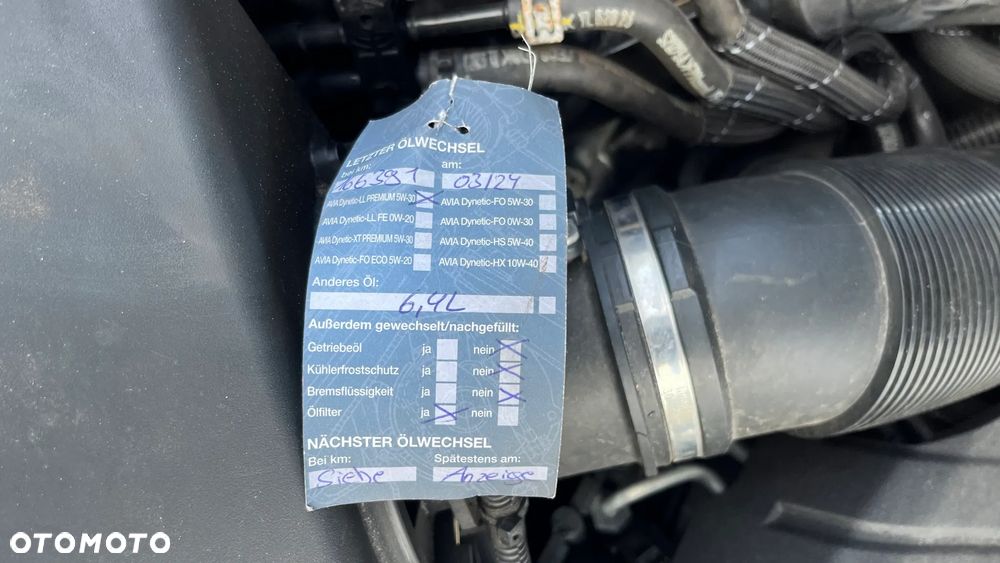 LETZTER ÖLWECHSEL
bei km: am:
266391 03/24
AVIA Dynetic-LL PREMIUM 5W-30 AVIA Dynetic-FO 5W-30
AVIA Dynetic-LL FE 0W-20 AVIA Dynetic-FO 0W-30
AVIA Dynetic-XT PREMIUM 5W-30 AVIA Dynetic-HS 5W-40
AVIA Dynetic-FO ECO 5W-20 AVIA Dynetic-HX 10W-40
Anderes Öl:
6,4L
Außerdem gewechselt/nachgefüllt:
Getriebeöl ja nein
Kühlerfrostschutz ja nein
Bremsflüssigkeit ja nein
Ölfilter ja nein
NÄCHSTER ÖLWECHSEL
Bei km: Spätestens am:
Siehe Anzeige
OTOMOTO